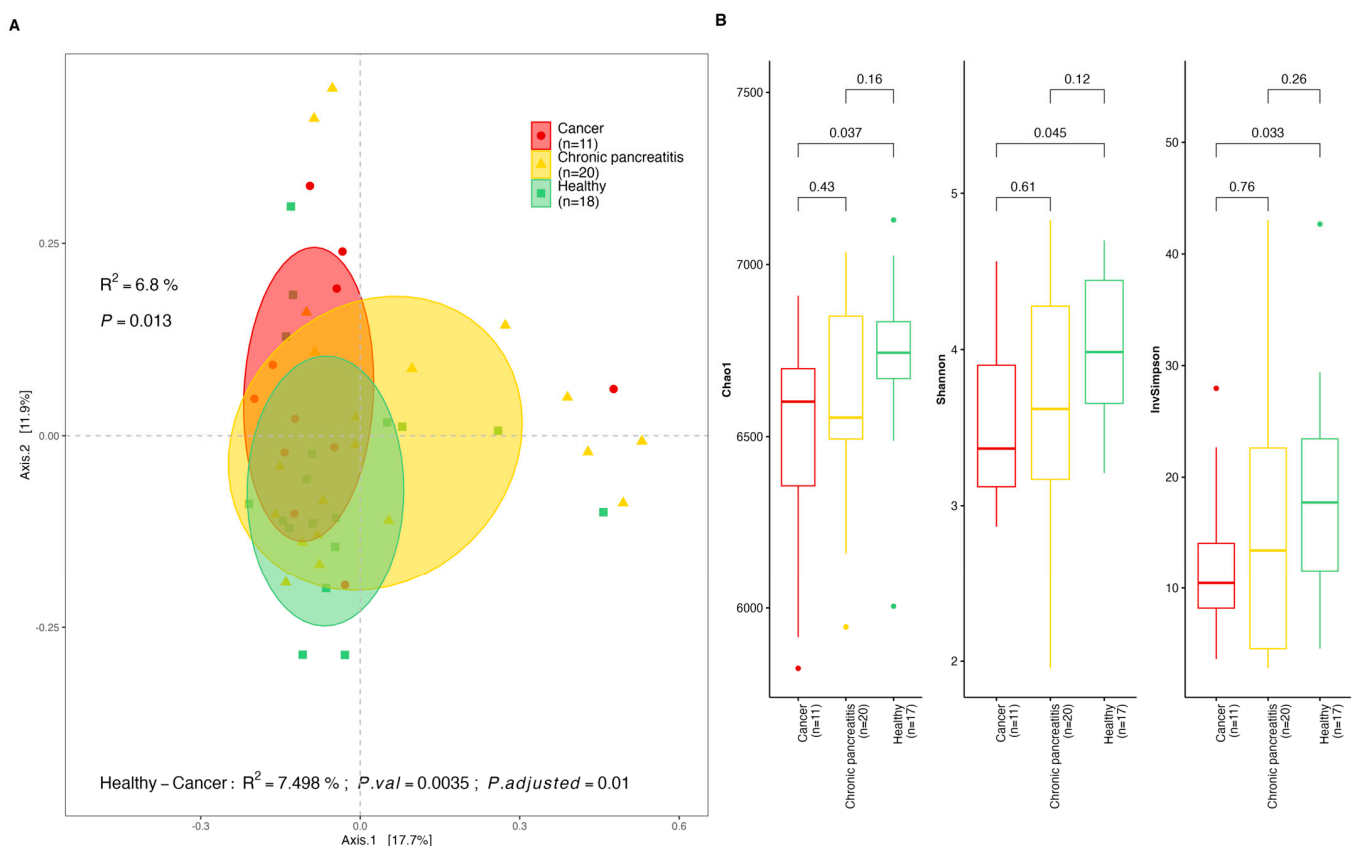 A
Cancer
(n=11)
Chronic pancreatitis
(n=20)
Healthy
(n=18)
R² = 6.8 %
P = 0.013
Healthy – Cancer : R² = 7.498 % ; P.val = 0.0035 ; P.adjusted = 0.01
0.25
0.00
-0.25
Axis.2 [11.9%]
-0.3
0.0
0.3
0.6
Axis.1 [17.7%]
B
0.16
0.037
0.43
7500
7000
6500
6000
Chao1
Cancer
(n=11)
Chronic pancreatitis
(n=20)
Healthy
(n=17)
0.12
0.045
0.61
5
4
3
2
Shannon
Cancer
(n=11)
Chronic pancreatitis
(n=20)
Healthy
(n=17)
0.26
0.033
0.76
50
40
30
20
10
InvSimpson
Cancer
(n=11)
Chronic pancreatitis
(n=20)
Healthy
(n=17)